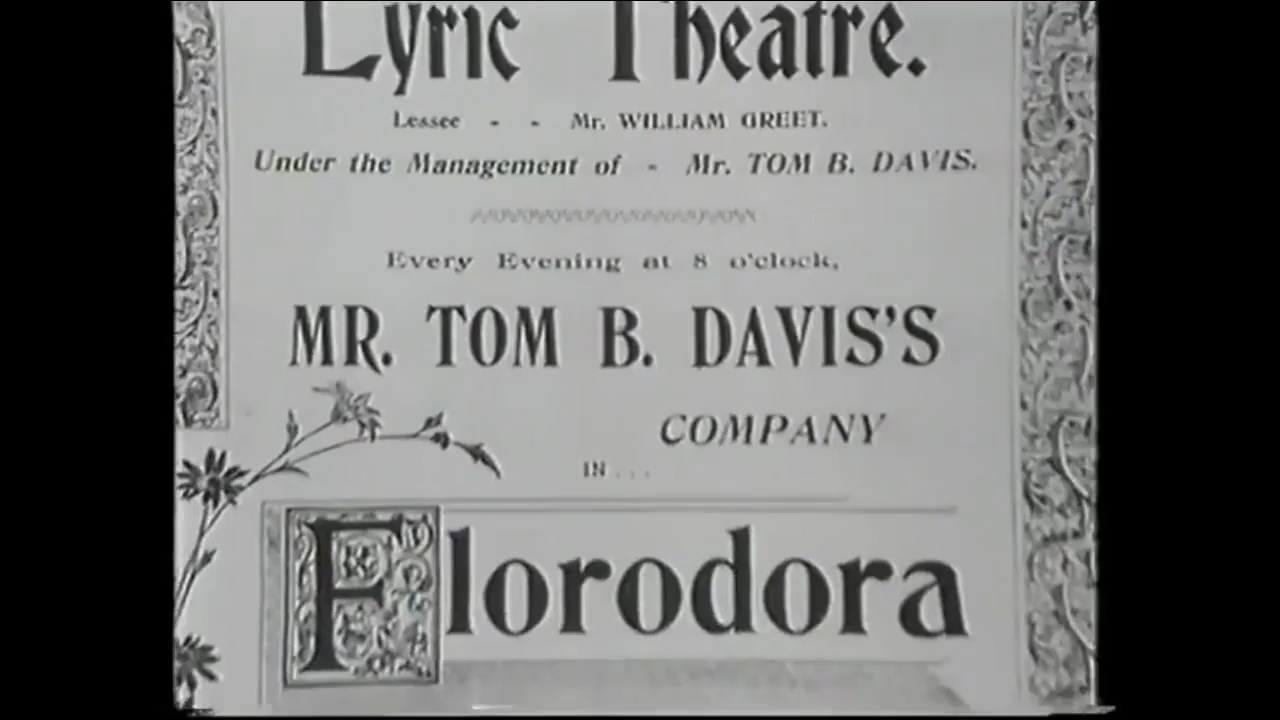 Lyric Theatre.
Lessee - - Mr. WILLIAM GREET.
Under the Management of - Mr. TOM B. DAVIS.
Every Evening at 8 o'clock,
MR. TOM B. DAVIS'S
COMPANY
IN . . .
Florodora